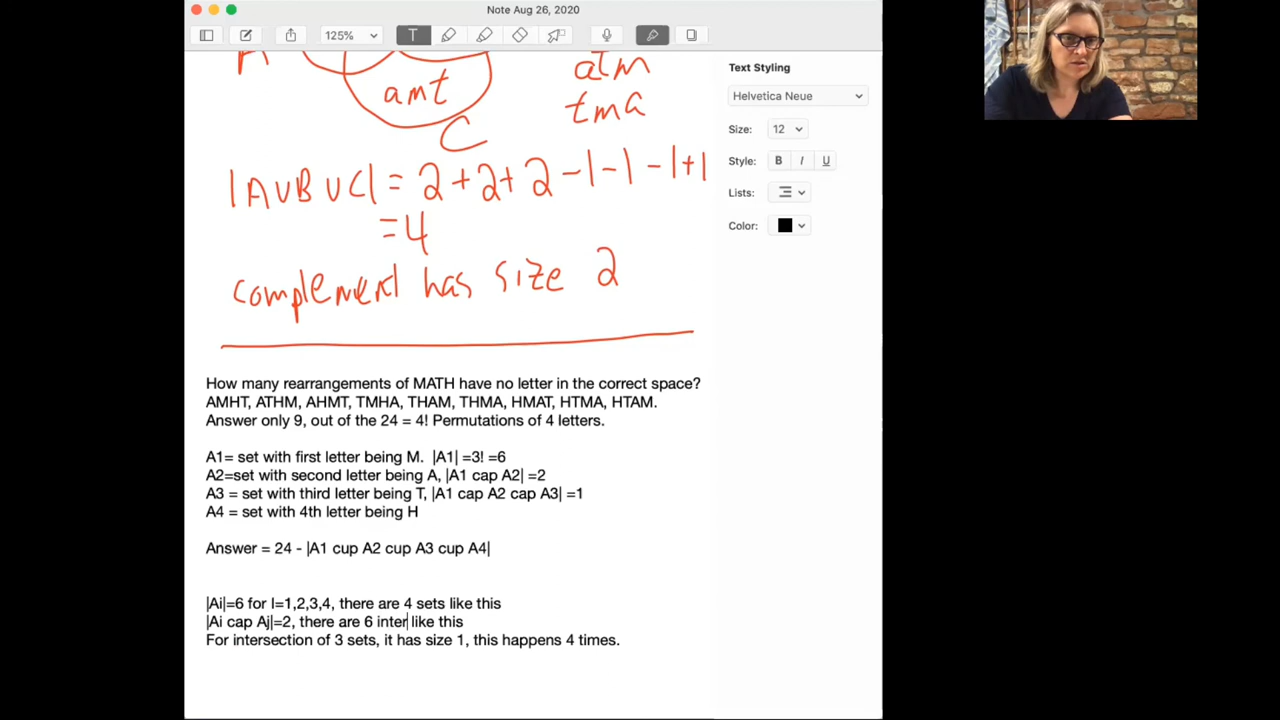 Note Aug 26, 2020
125%
T
Text Styling
Helvetica Neue
Size: 12
Style: B I U
Lists:
Color:
A
amt
C
atm
tma
|A∪B∪C| = 2+2+2-1-1-1+1
=4
complement has size 2
How many rearrangements of MATH have no letter in the correct space?
AMHT, ATHM, AHMT, TMHA, THAM, THMA, HMAT, HTMA, HTAM.
Answer only 9, out of the 24 = 4! Permutations of 4 letters.
A1= set with first letter being M. |A1| =3! =6
A2=set with second letter being A, |A1 cap A2| =2
A3 = set with third letter being T, |A1 cap A2 cap A3| =1
A4 = set with 4th letter being H
Answer = 24 - |A1 cup A2 cup A3 cup A4|
|Ai|=6 for I=1,2,3,4, there are 4 sets like this
|Ai cap Aj|=2, there are 6 inter like this
For intersection of 3 sets, it has size 1, this happens 4 times.